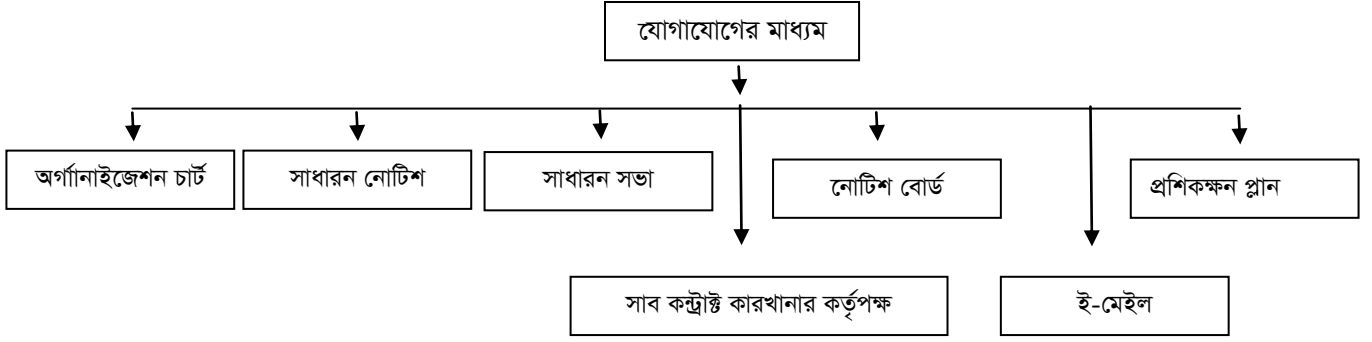 যোগাযোগের মাধ্যম
অর্গাানাইজেশন চার্ট
সাধারন নোটিশ
সাধারন সভা
নোটিশ বোর্ড
প্রশিকক্ষন প্লান
সাব কন্ট্রাক্ট কারখানার কর্তৃপক্ষ
ই-মেইল